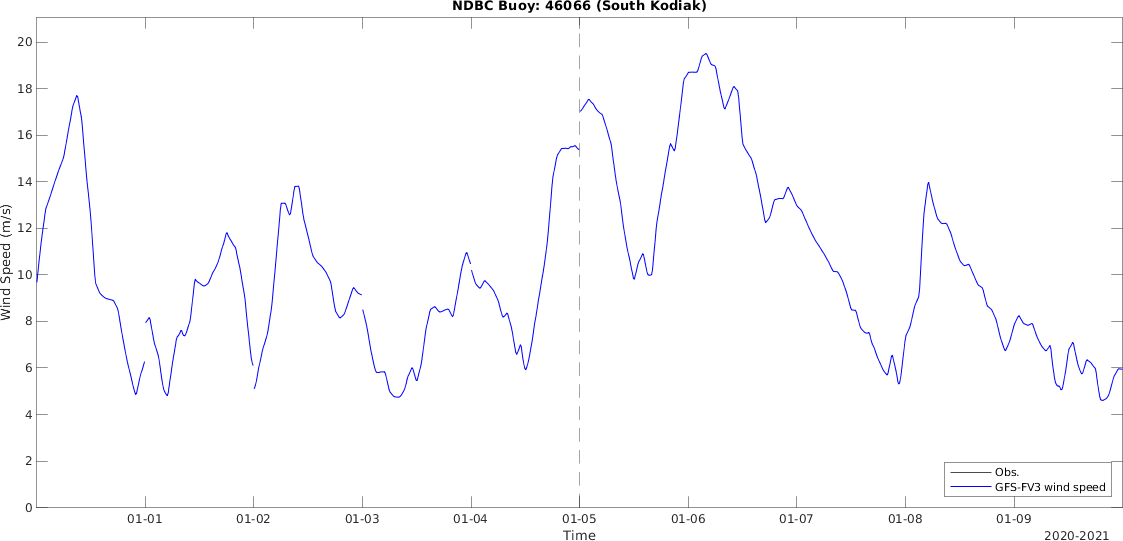 NDBC Buoy: 46066 (South Kodiak)
20
18
16
14
12
10
8
6
4
2
0
Wind Speed (m/s)
01-01 01-02 01-03 01-04 01-05 01-06 01-07 01-08 01-09
Time
2020-2021
Obs.
GFS-FV3 wind speed